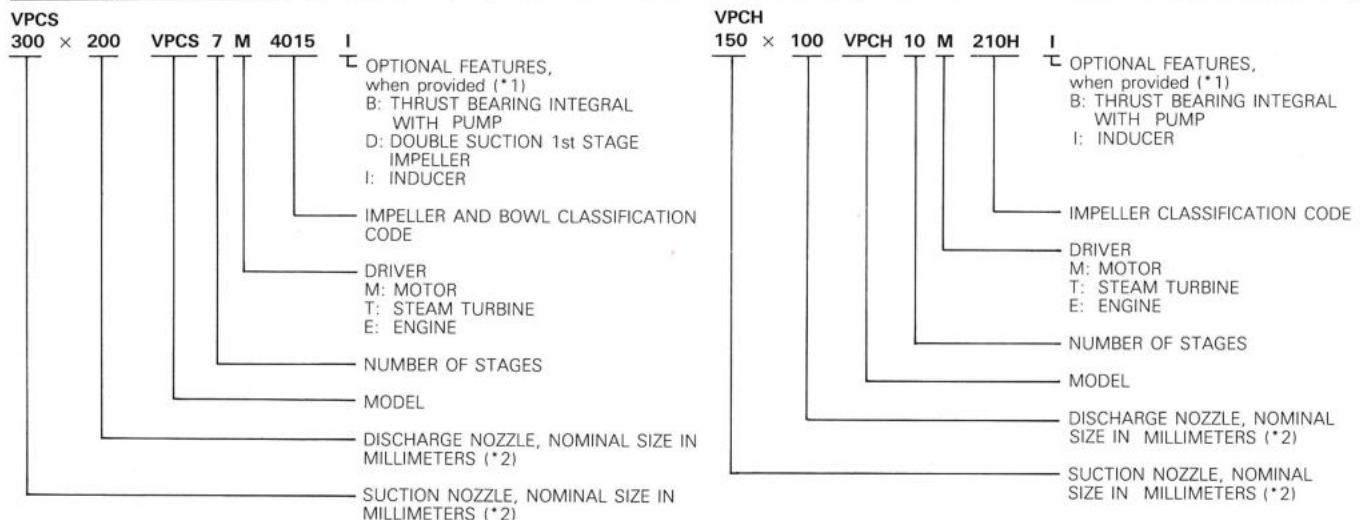 VPCS
300 × 200 VPCS 7 M 4015 I
OPTIONAL FEATURES,
when provided (*1)
B: THRUST BEARING INTEGRAL
WITH PUMP
D: DOUBLE SUCTION 1st STAGE
IMPELLER
I: INDUCER
IMPELLER AND BOWL CLASSIFICATION
CODE
DRIVER
M: MOTOR
T: STEAM TURBINE
E: ENGINE
NUMBER OF STAGES
MODEL
DISCHARGE NOZZLE, NOMINAL SIZE IN
MILLIMETERS (*2)
SUCTION NOZZLE, NOMINAL SIZE IN
MILLIMETERS (*2)
VPCH
150 × 100 VPCH 10 M 210H I
OPTIONAL FEATURES,
when provided (*1)
B: THRUST BEARING INTEGRAL
WITH PUMP
I: INDUCER
IMPELLER CLASSIFICATION CODE
DRIVER
M: MOTOR
T: STEAM TURBINE
E: ENGINE
NUMBER OF STAGES
MODEL
DISCHARGE NOZZLE, NOMINAL
SIZE IN MILLIMETERS (*2)
SUCTION NOZZLE, NOMINAL
SIZE IN MILLIMETERS (*2)